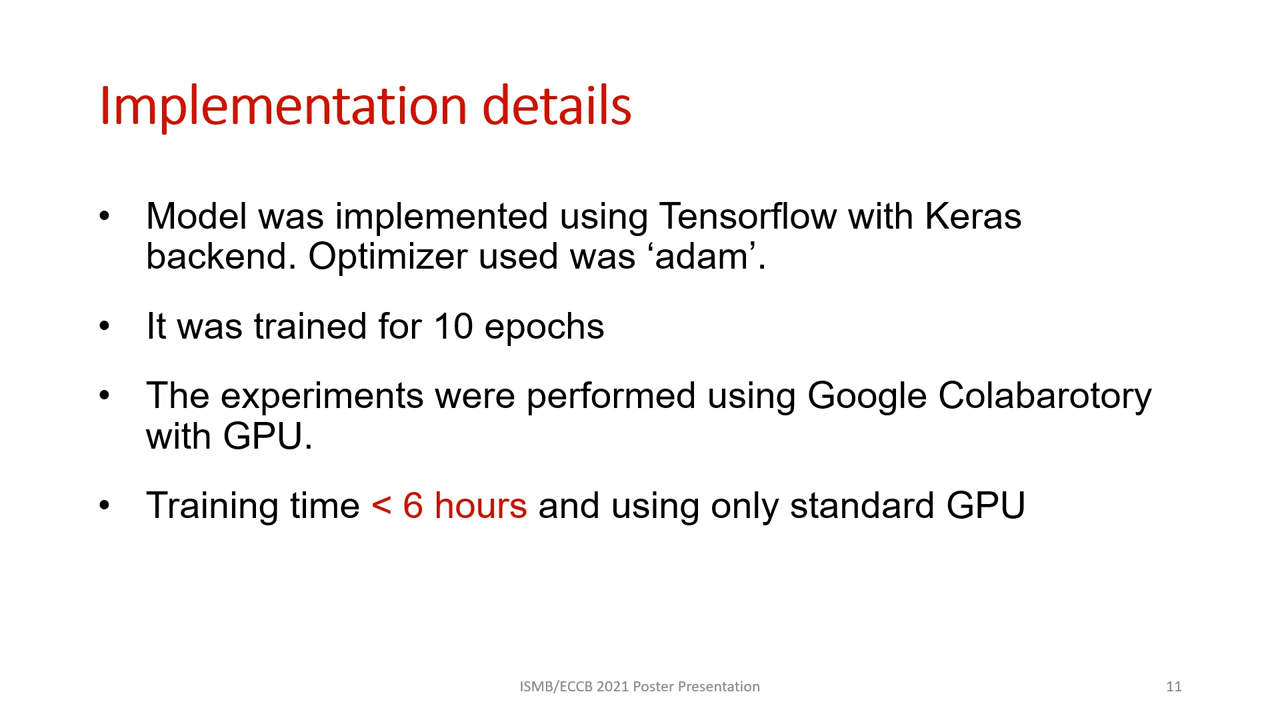 Implementation details
• Model was implemented using Tensorflow with Keras
backend. Optimizer used was ‘adam’.
• It was trained for 10 epochs
• The experiments were performed using Google Colabarotory
with GPU.
• Training time < 6 hours and using only standard GPU
ISMB/ECCB 2021 Poster Presentation
11